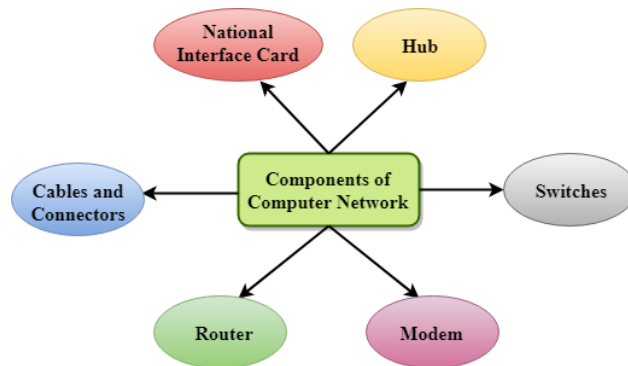 National
Interface Card
Hub
Components of
Computer Network
Cables and
Connectors
Switches
Router
Modem